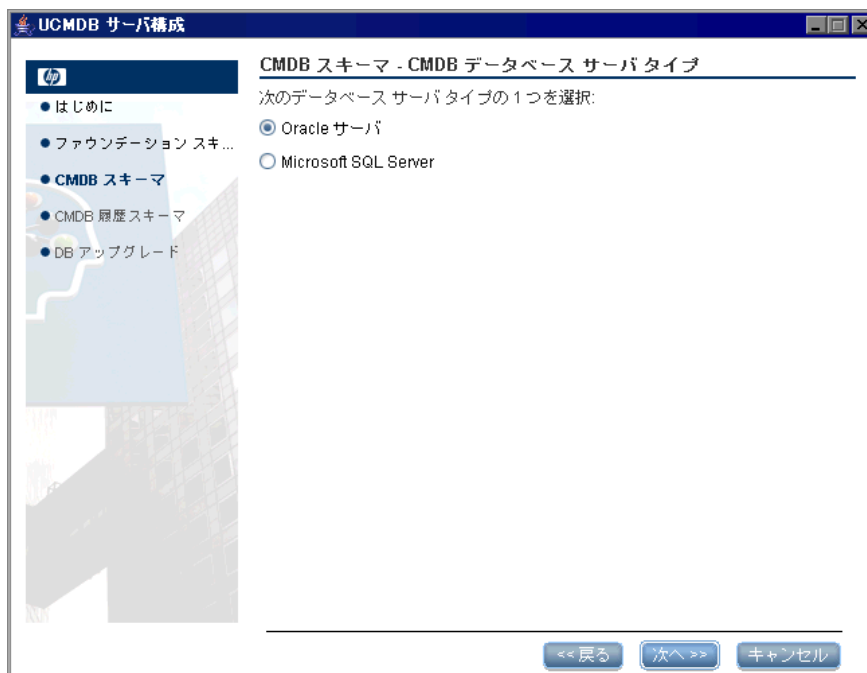 UCMDB サーバ構成
hp
はじめに
ファウンデーション スキ...
CMDB スキーマ
CMDB 履歴スキーマ
DB アップグレード
CMDB スキーマ - CMDB データベース サーバ タイプ
次のデータベース サーバ タイプの 1 つを選択:
Oracle サーバ
Microsoft SQL Server
<< 戻る
次へ >>
キャンセル